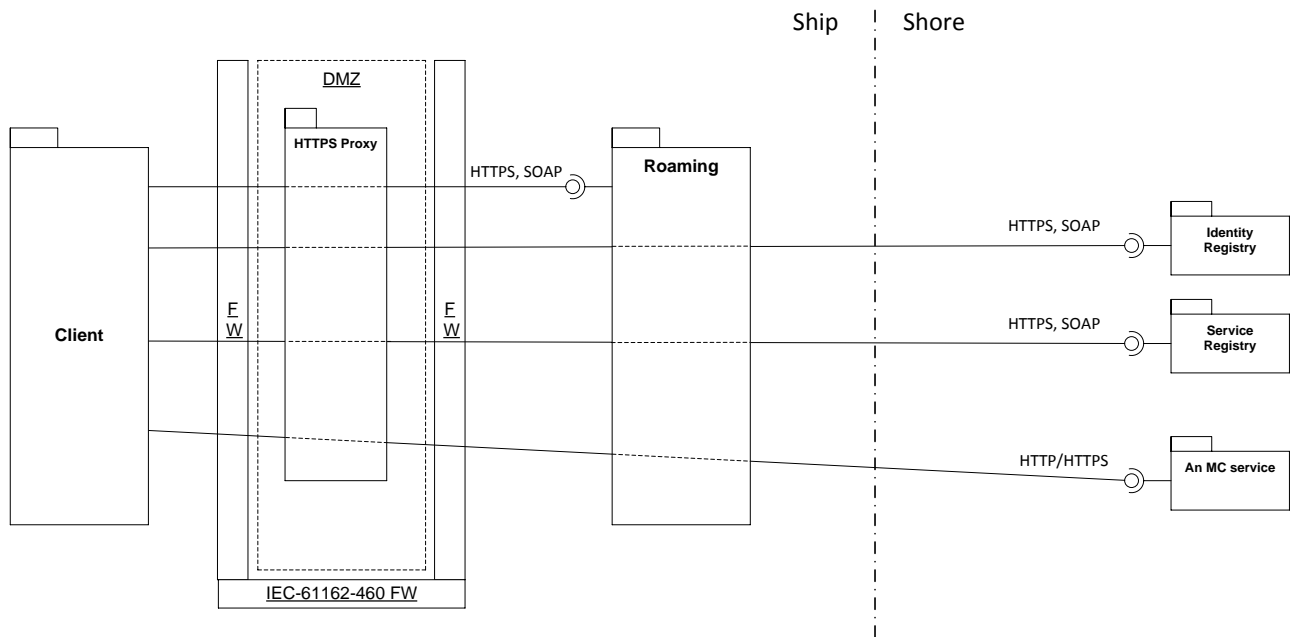 Ship
Shore
DMZ
HTTPS Proxy
HTTPS, SOAP
Roaming
HTTPS, SOAP
Identity
Registry
Client
F
W
F
W
HTTPS, SOAP
Service
Registry
HTTP/HTTPS
An MC service
IEC-61162-460 FW